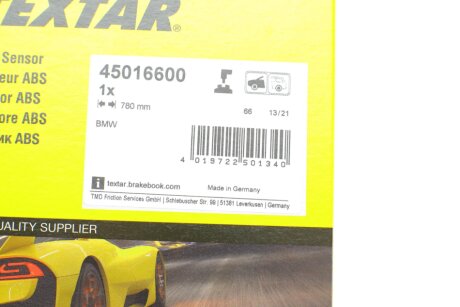 TEXTAR®
Sensor
eur ABS
or ABS
ore ABS
ик ABS
45016600
1x
780 mm
66 13/21
BMW
4 019722 501340
i textar.brakebook.com Made in Germany
TMD Friction Services GmbH | Schlebuscher Str. 99 | 51381 Leverkusen | Germany
UALITY SUPPLIER